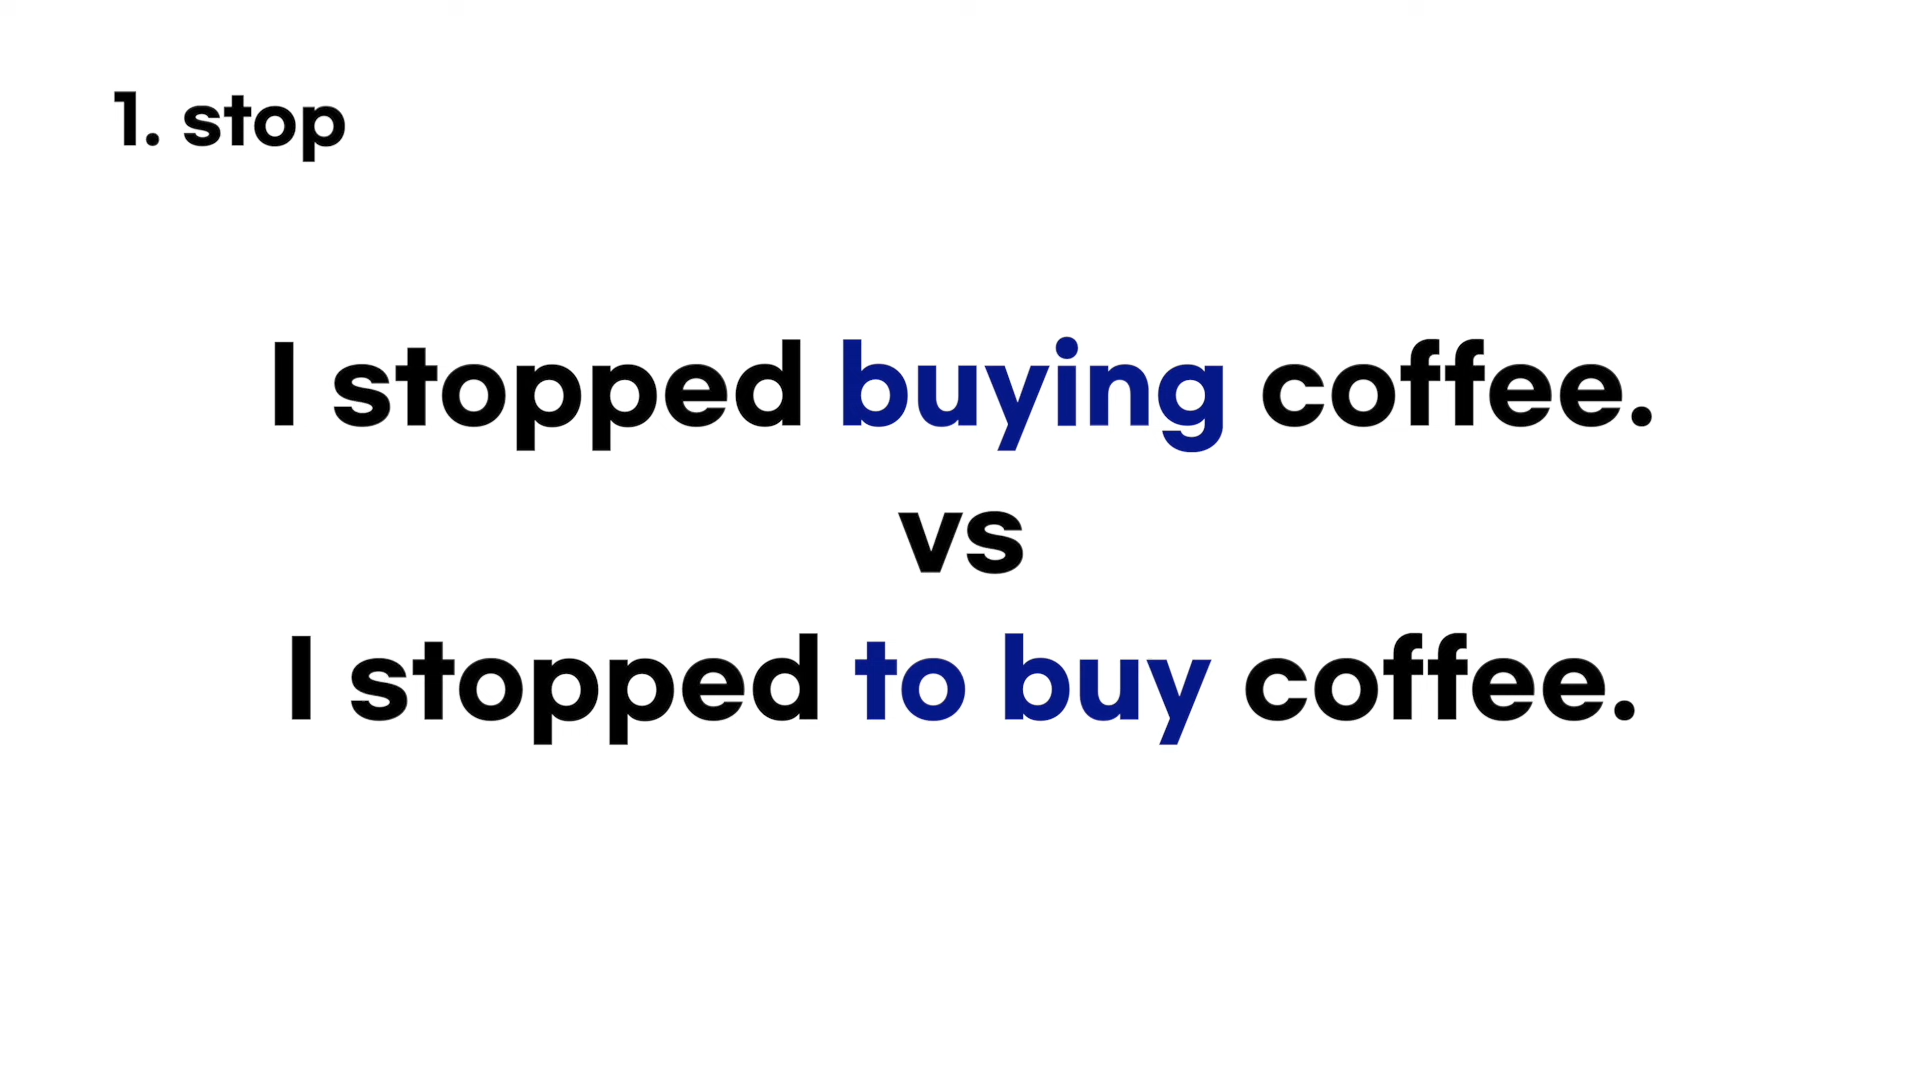 1. stop
I stopped buying coffee.
vs
I stopped to buy coffee.